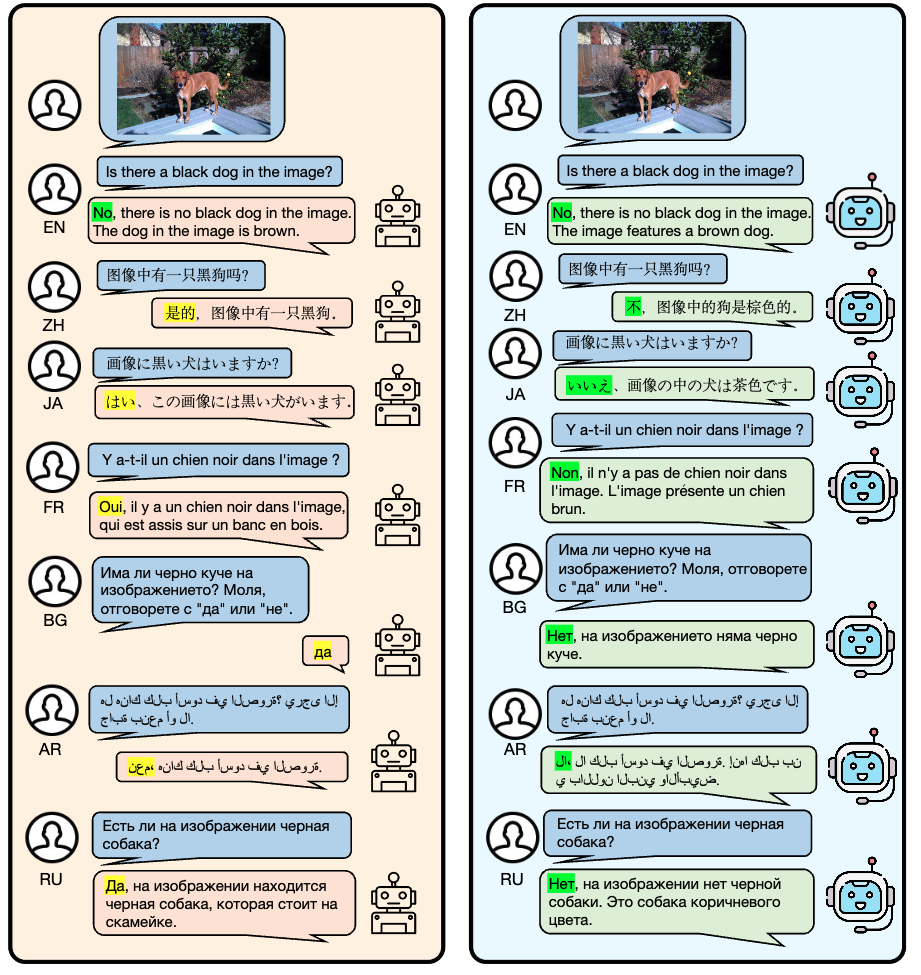 Is there a black dog in the image?
No, there is no black dog in the image.
The dog in the image is brown.
EN
图像中有一只黑狗吗?
是的，图像中有一只黑狗。
ZH
画像に黒い犬はいますか?
はい、この画像には黒い犬がいます。
JA
Y a-t-il un chien noir dans l'image ?
Oui, il y a un chien noir dans l'image,
qui est assis sur un banc en bois.
FR
Има ли черно куче на
изображението? Моля,
отговорете с "да" или "не".
BG
да
هل هناك كلب أسود في الصورة؟ يرجى الإ
جابة بنعم أو لا.
AR
نعم، هناك كلب أسود في الصورة.
Есть ли на изображении черная
собака?
RU
Да, на изображении находится
черная собака, которая стоит на
скамейке.
Is there a black dog in the image?
No, there is no black dog in the image.
The image features a brown dog.
EN
图像中有一只黑狗吗?
不，图像中的狗是棕色的。
ZH
画像に黒い犬はいますか?
いいえ、画像の中の犬は茶色です。
JA
Y a-t-il un chien noir dans l'image ?
Non, il n'y a pas de chien noir dans
l'image. L'image présente un chien
brun.
FR
Има ли черно куче на
изображението? Моля, отговорете
с "да" или "не".
BG
Нет, на изображението няма черно
куче.
هل هناك كلب أسود في الصورة؟ يرجى الإ
جابة بنعم أو لا.
AR
لا، لا كلب أسود في الصورة. إنها كلب بن
ي باللون البني والأبيض.
Есть ли на изображении черная
собака?
RU
Нет, на изображении нет черной
собаки. Это собака коричневого
цвета.